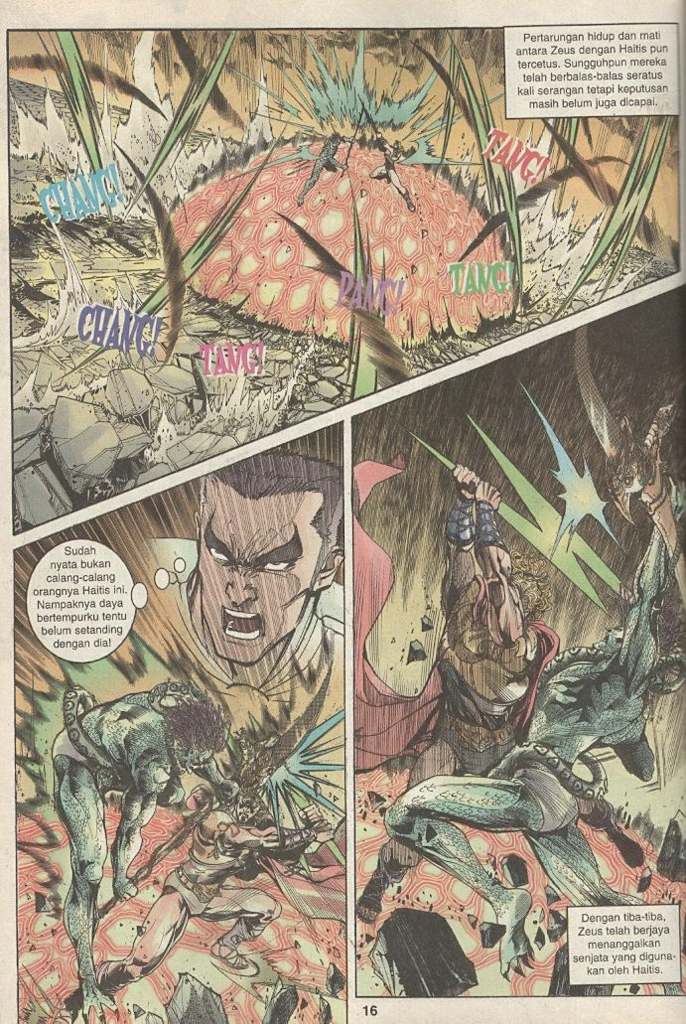 Pertarungan hidup dan mati
antara Zeus dengan Haitis pun
tercetus. Sungguhpun mereka
telah berbalas-balas seratus
kali serangan tetapi keputusan
masih belum juga dicapai.
CHANG!
TANG!
PANG!
TANG!
CHANG!
TANG!
Sudah
nyata bukan
calang-calang
orangnya Haitis ini.
Nampaknya daya
bertempurku tentu
belum setanding
dengan dia!
Dengan tiba-tiba,
Zeus telah berjaya
menanggalkan
senjata yang diguna-
kan oleh Haitis.
16